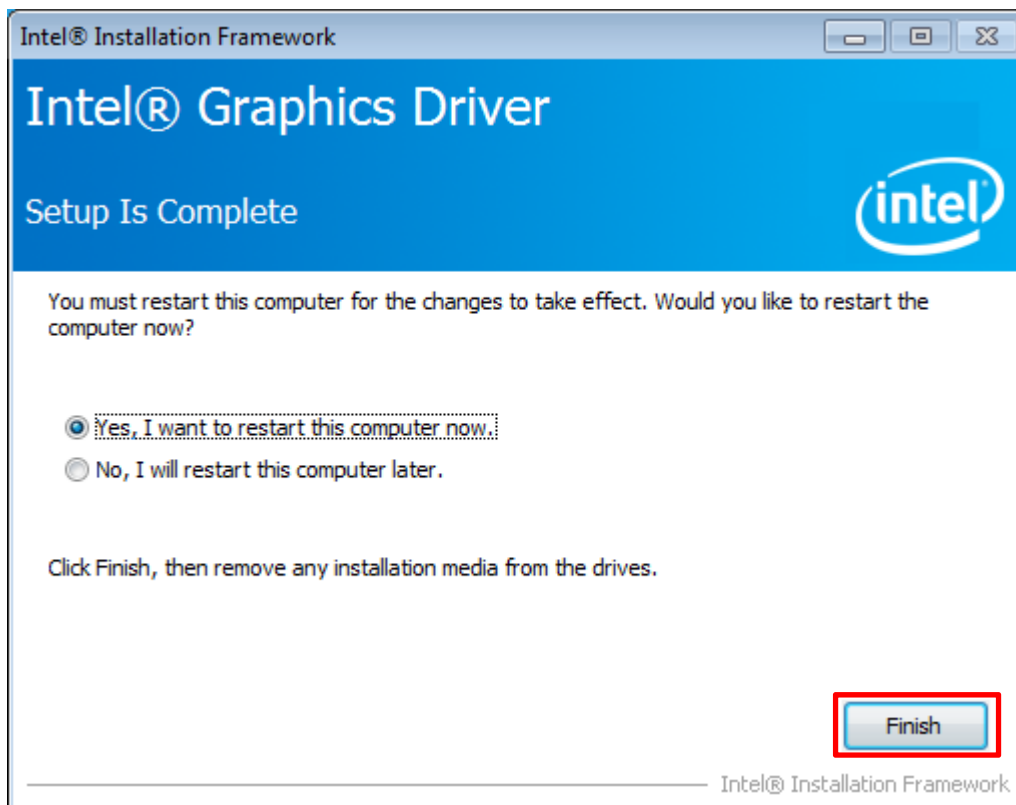 Intel® Installation Framework
Intel® Graphics Driver
Setup Is Complete
intel
You must restart this computer for the changes to take effect. Would you like to restart the
computer now?
Yes, I want to restart this computer now.
No, I will restart this computer later.
Click Finish, then remove any installation media from the drives.
Finish
Intel® Installation Framework